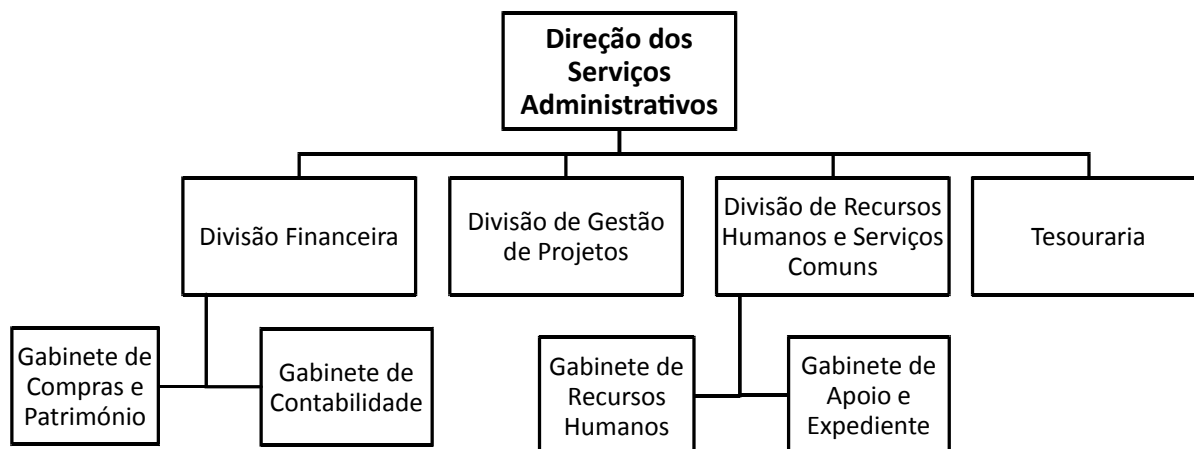 Direção dos
Serviços
Administrativos
Divisão Financeira
Divisão de Gestão
de Projetos
Divisão de Recursos
Humanos e Serviços
Comuns
Tesouraria
Gabinete de
Compras e
Património
Gabinete de
Contabilidade
Gabinete de
Recursos
Humanos
Gabinete de
Apoio e
Expediente